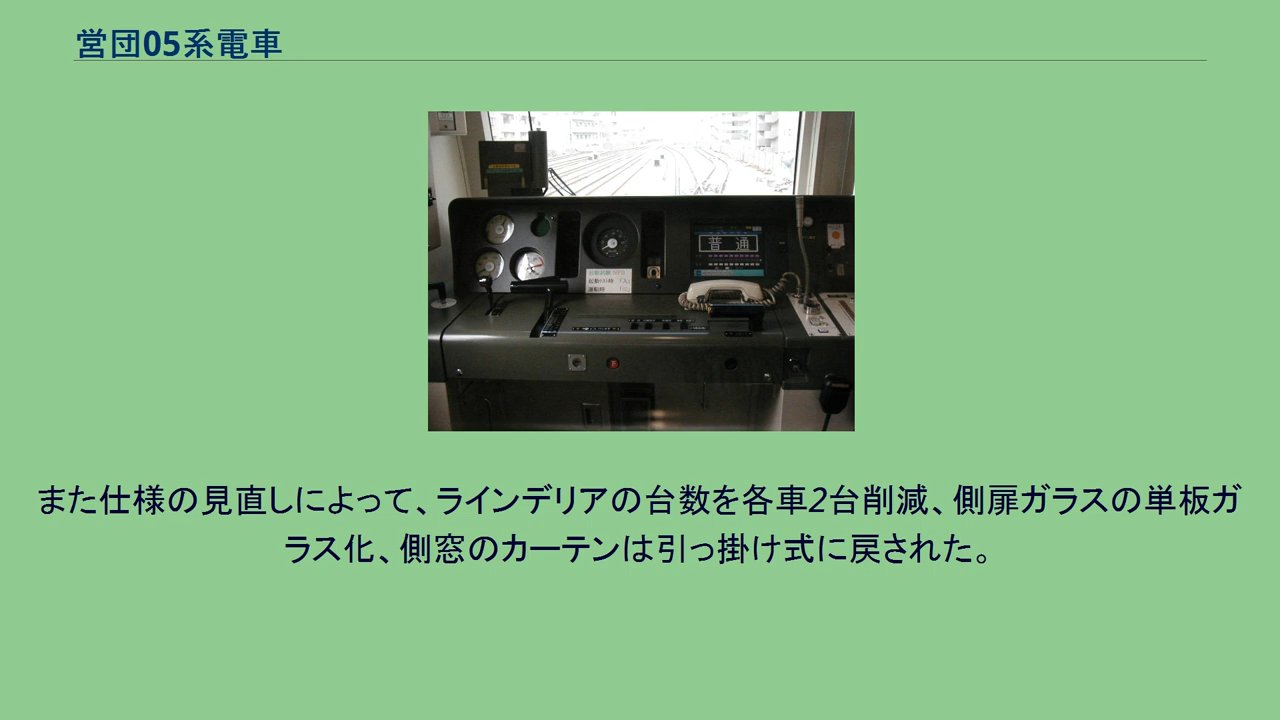 営団05系電車
普通
また仕様の見直しによって、ラインデリアの台数を各車2台削減、側扉ガラスの単板ガ
ラス化、側窓のカーテンは引っ掛け式に戻された。